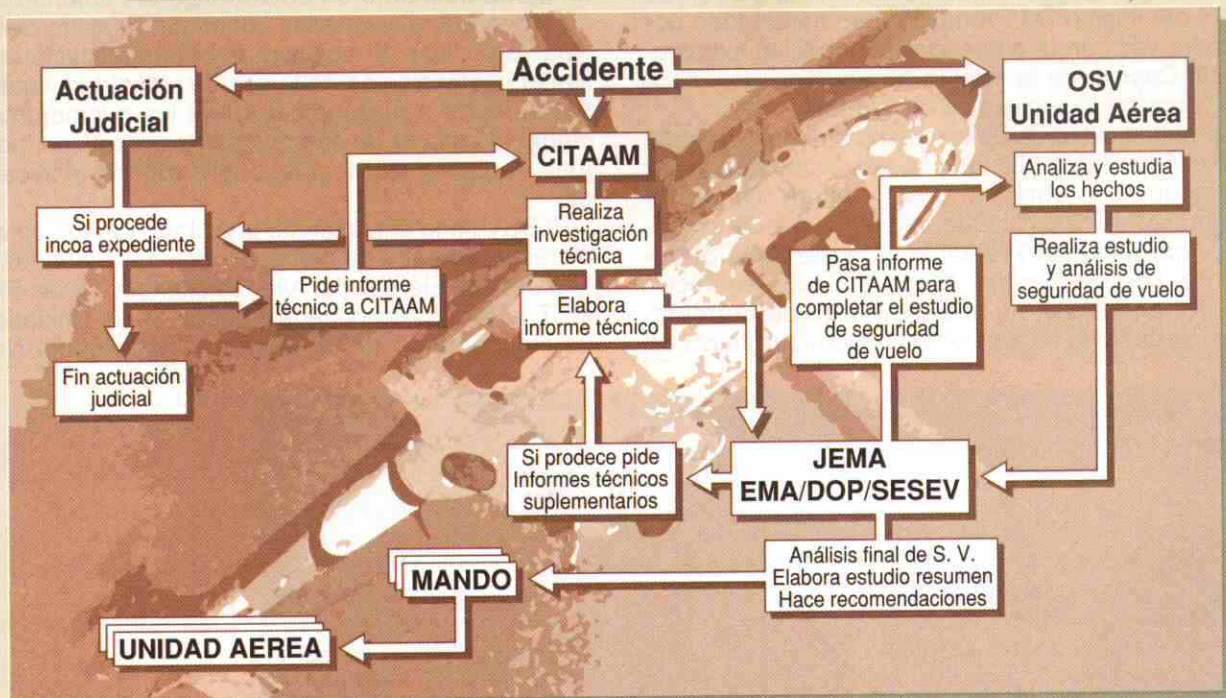 Accidente
Actuación
Judicial
OSV
Unidad Aérea
CITAAM
Analiza y estudia
los hechos
Si procede
incoa expediente
Realiza
investigación
técnica
Pide informe
técnico a CITAAM
Elabora
informe técnico
Pasa informe
de CITAAM para
completar el estudio
de seguridad
de vuelo
Realiza estudio
y análisis de
seguridad de vuelo
Fin actuación
judicial
Si prodece pide
Informes técnicos
suplementarios
JEMA
EMA/DOP/SESEV
Análisis final de S. V.
Elabora estudio resumen
Hace recomendaciones
MANDO
UNIDAD AEREA